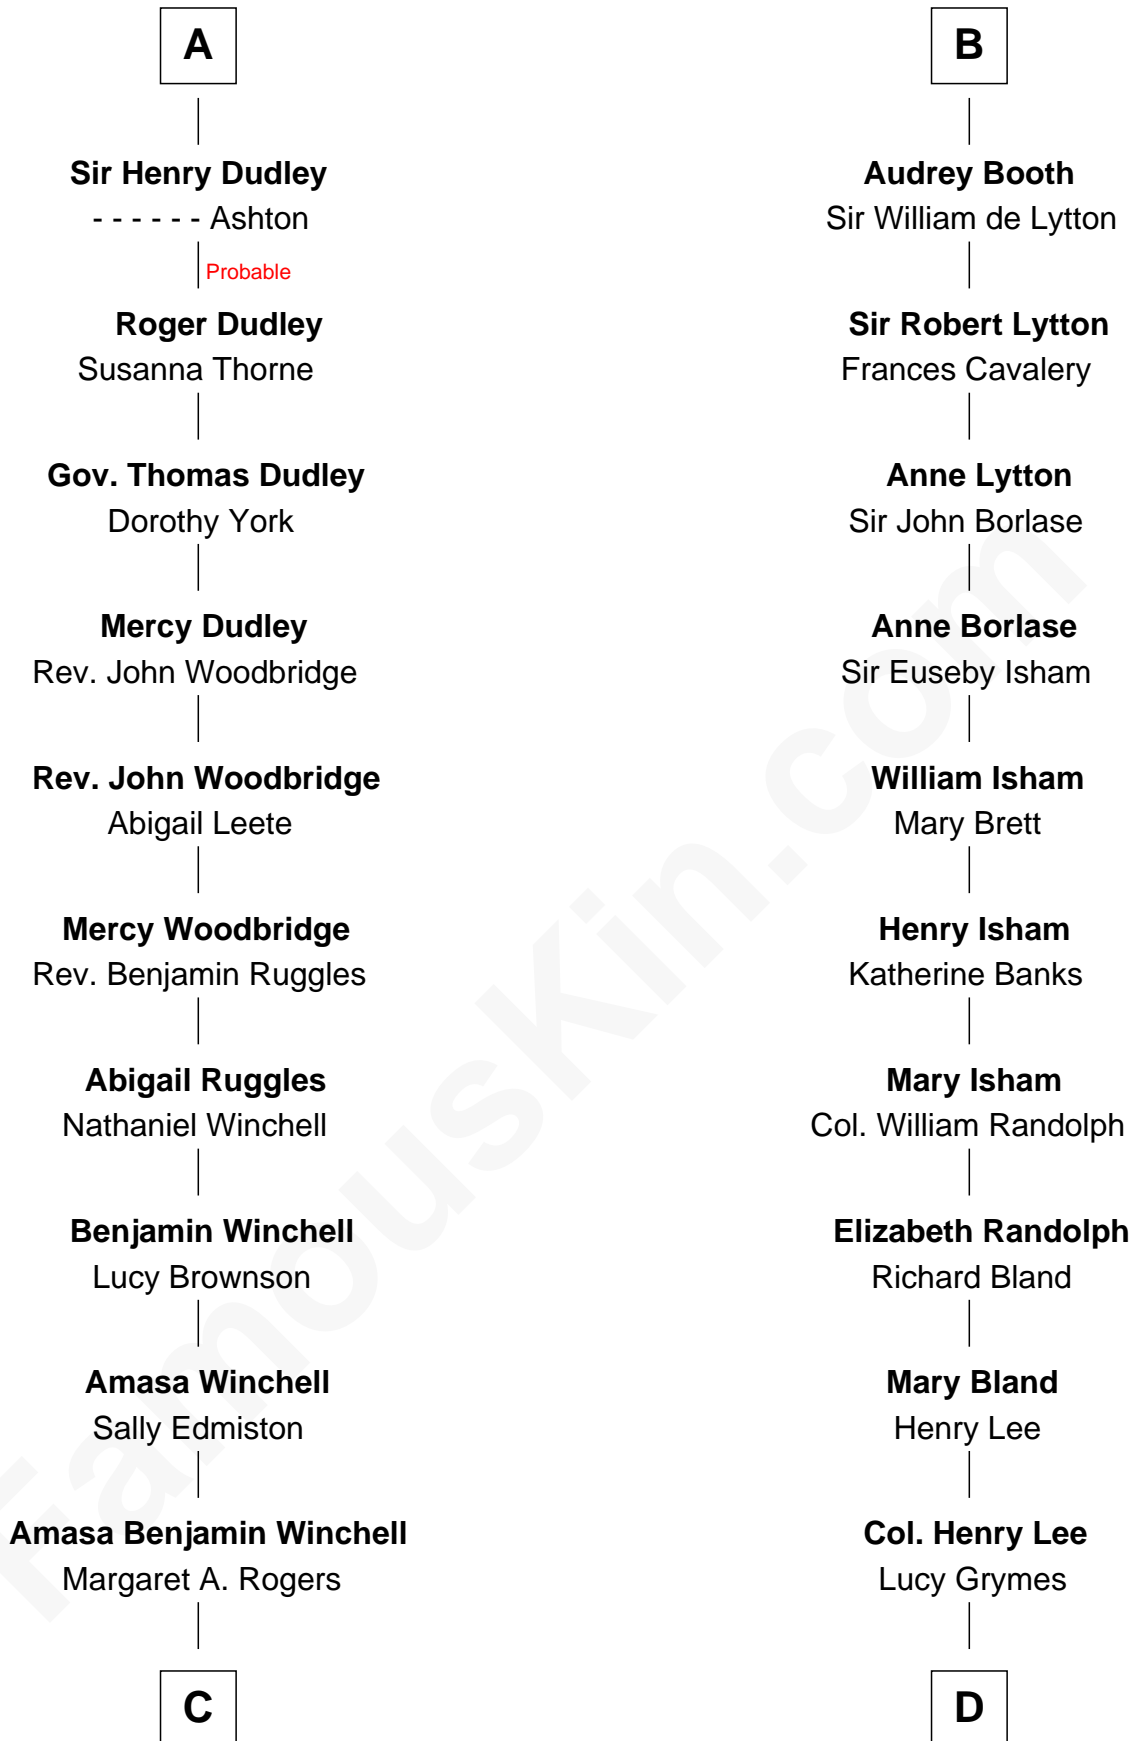 A
Sir Henry Dudley
- - - - - - Ashton
Probable
Roger Dudley
Susanna Thorne
Gov. Thomas Dudley
Dorothy York
Mercy Dudley
Rev. John Woodbridge
Rev. John Woodbridge
Abigail Leete
Mercy Woodbridge
Rev. Benjamin Ruggles
Abigail Ruggles
Nathaniel Winchell
Benjamin Winchell
Lucy Brownson
Amasa Winchell
Sally Edmiston
Amasa Benjamin Winchell
Margaret A. Rogers
C
B
Audrey Booth
Sir William de Lytton
Sir Robert Lytton
Frances Cavalery
Anne Lytton
Sir John Borlase
Anne Borlase
Sir Euseby Isham
William Isham
Mary Brett
Henry Isham
Katherine Banks
Mary Isham
Col. William Randolph
Elizabeth Randolph
Richard Bland
Mary Bland
Henry Lee
Col. Henry Lee
Lucy Grymes
D
FamousKin.com